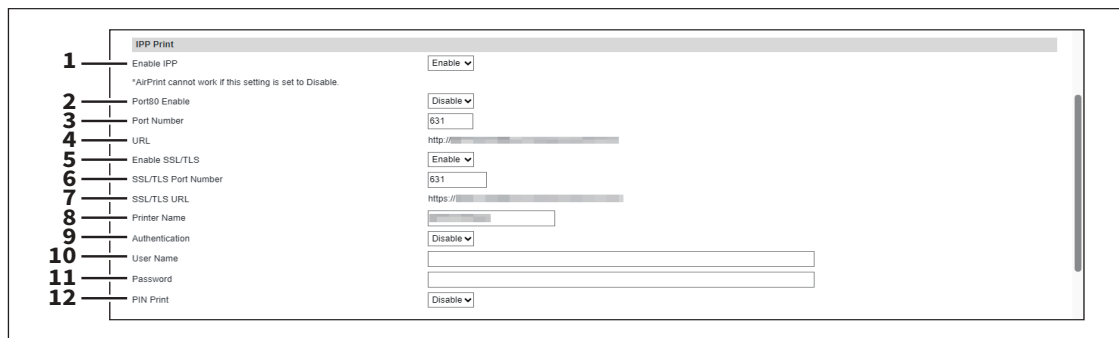 IPP Print
1 Enable IPP Enable
*AirPrint cannot work if this setting is set to Disable.
2 Port80 Enable Disable
3 Port Number 631
4 URL http://
5 Enable SSL/TLS Enable
6 SSL/TLS Port Number 631
7 SSL/TLS URL https://
8 Printer Name
9 Authentication Disable
10 User Name
11 Password
12 PIN Print Disable